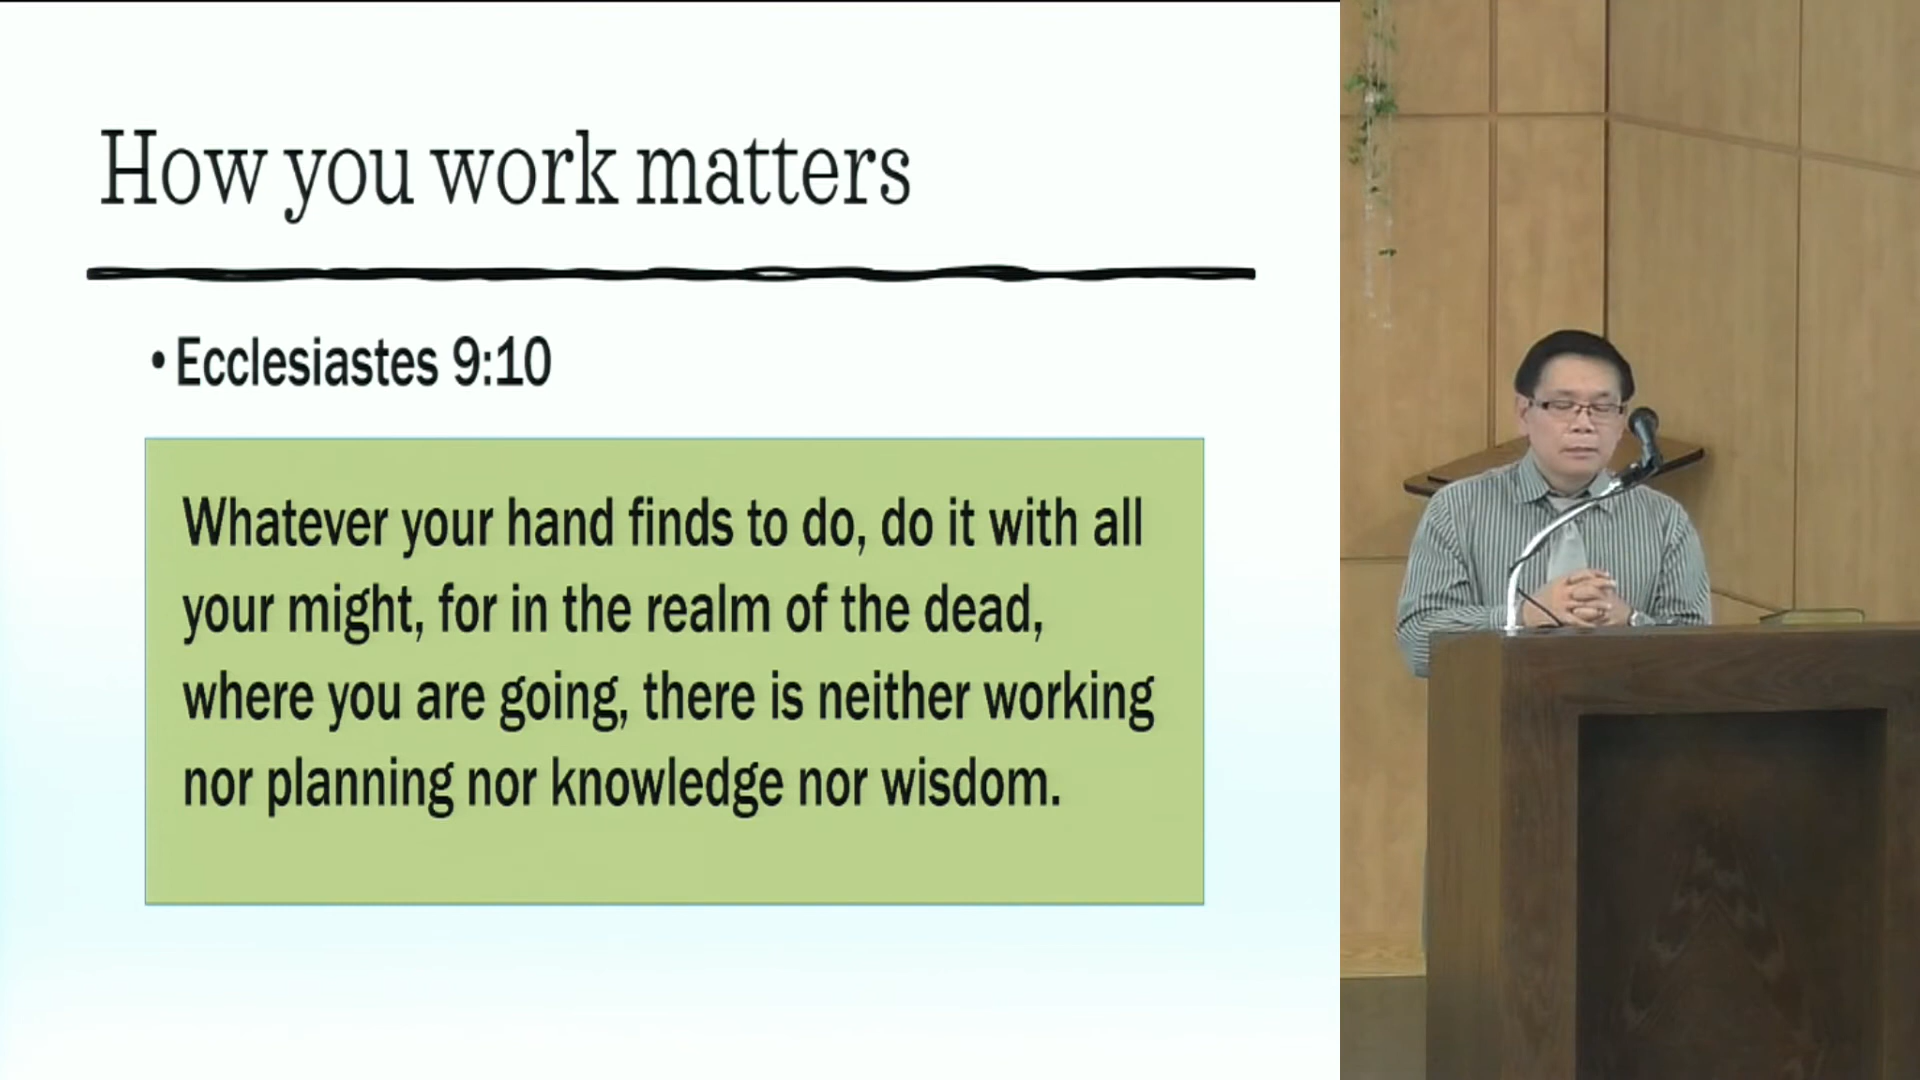 How you work matters
• Ecclesiastes 9:10
Whatever your hand finds to do, do it with all
your might, for in the realm of the dead,
where you are going, there is neither working
nor planning nor knowledge nor wisdom.